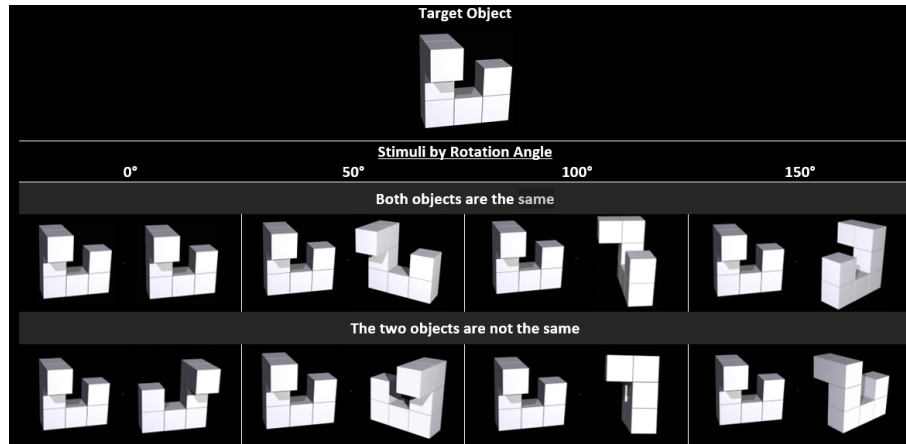 Target Object
Stimuli by Rotation Angle
0° 50° 100° 150°
Both objects are the same
The two objects are not the same